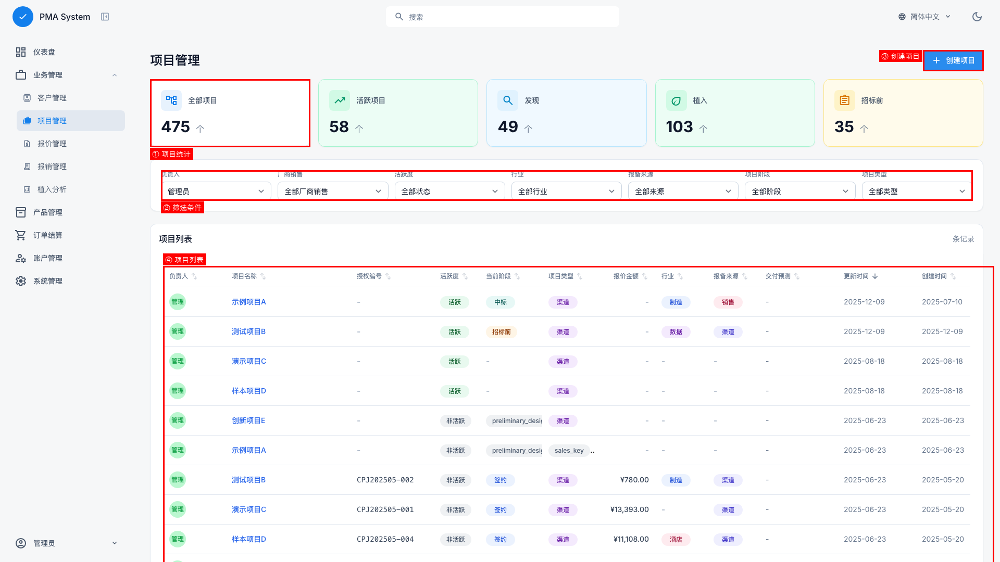 PMA System
搜索
简体中文
仪表盘
业务管理
客户管理
项目管理
报价管理
报销管理
植入分析
产品管理
订单结算
账户管理
系统管理
管理员
项目管理
③ 创建项目
创建项目
全部项目
475 个
活跃项目
58 个
发现
49 个
植入
103 个
招标前
35 个
① 项目统计
负责人 厂商销售 活跃度 行业 报备来源 项目阶段 项目类型
管理员 全部厂商销售 全部状态 全部行业 全部来源 全部阶段 全部类型
② 筛选条件
项目列表 条记录
④ 项目列表
负责人 项目名称 授权编号 活跃度 当前阶段 项目类型 报价金额 行业 报备来源 交付预测 更新时间 创建时间
管理 示例项目A - 活跃 中标 渠道 - 制造 销售 - 2025-12-09 2025-07-10
管理 测试项目B - 活跃 招标前 渠道 - 数据 渠道 - 2025-12-09 2025-12-09
管理 演示项目C - 活跃 - 渠道 - - - - 2025-08-18 2025-08-18
管理 样本项目D - 活跃 - 渠道 - - - - 2025-08-18 2025-08-18
管理 创新项目E - 非活跃 preliminary_desig 渠道 - - - - 2025-06-23 2025-06-23
管理 示例项目A - 非活跃 preliminary_desig sales_key .. - - - - 2025-06-23 2025-06-23
管理 测试项目B CPJ202505-002 非活跃 签约 渠道 ¥780.00 制造 渠道 - 2025-06-23 2025-05-20
管理 演示项目C CPJ202505-001 非活跃 签约 渠道 ¥13,393.00 - 渠道 - 2025-06-23 2025-05-20
管理 样本项目D CPJ202505-004 非活跃 签约 渠道 ¥11,108.00 酒店 渠道 - 2025-06-23 2025-05-20